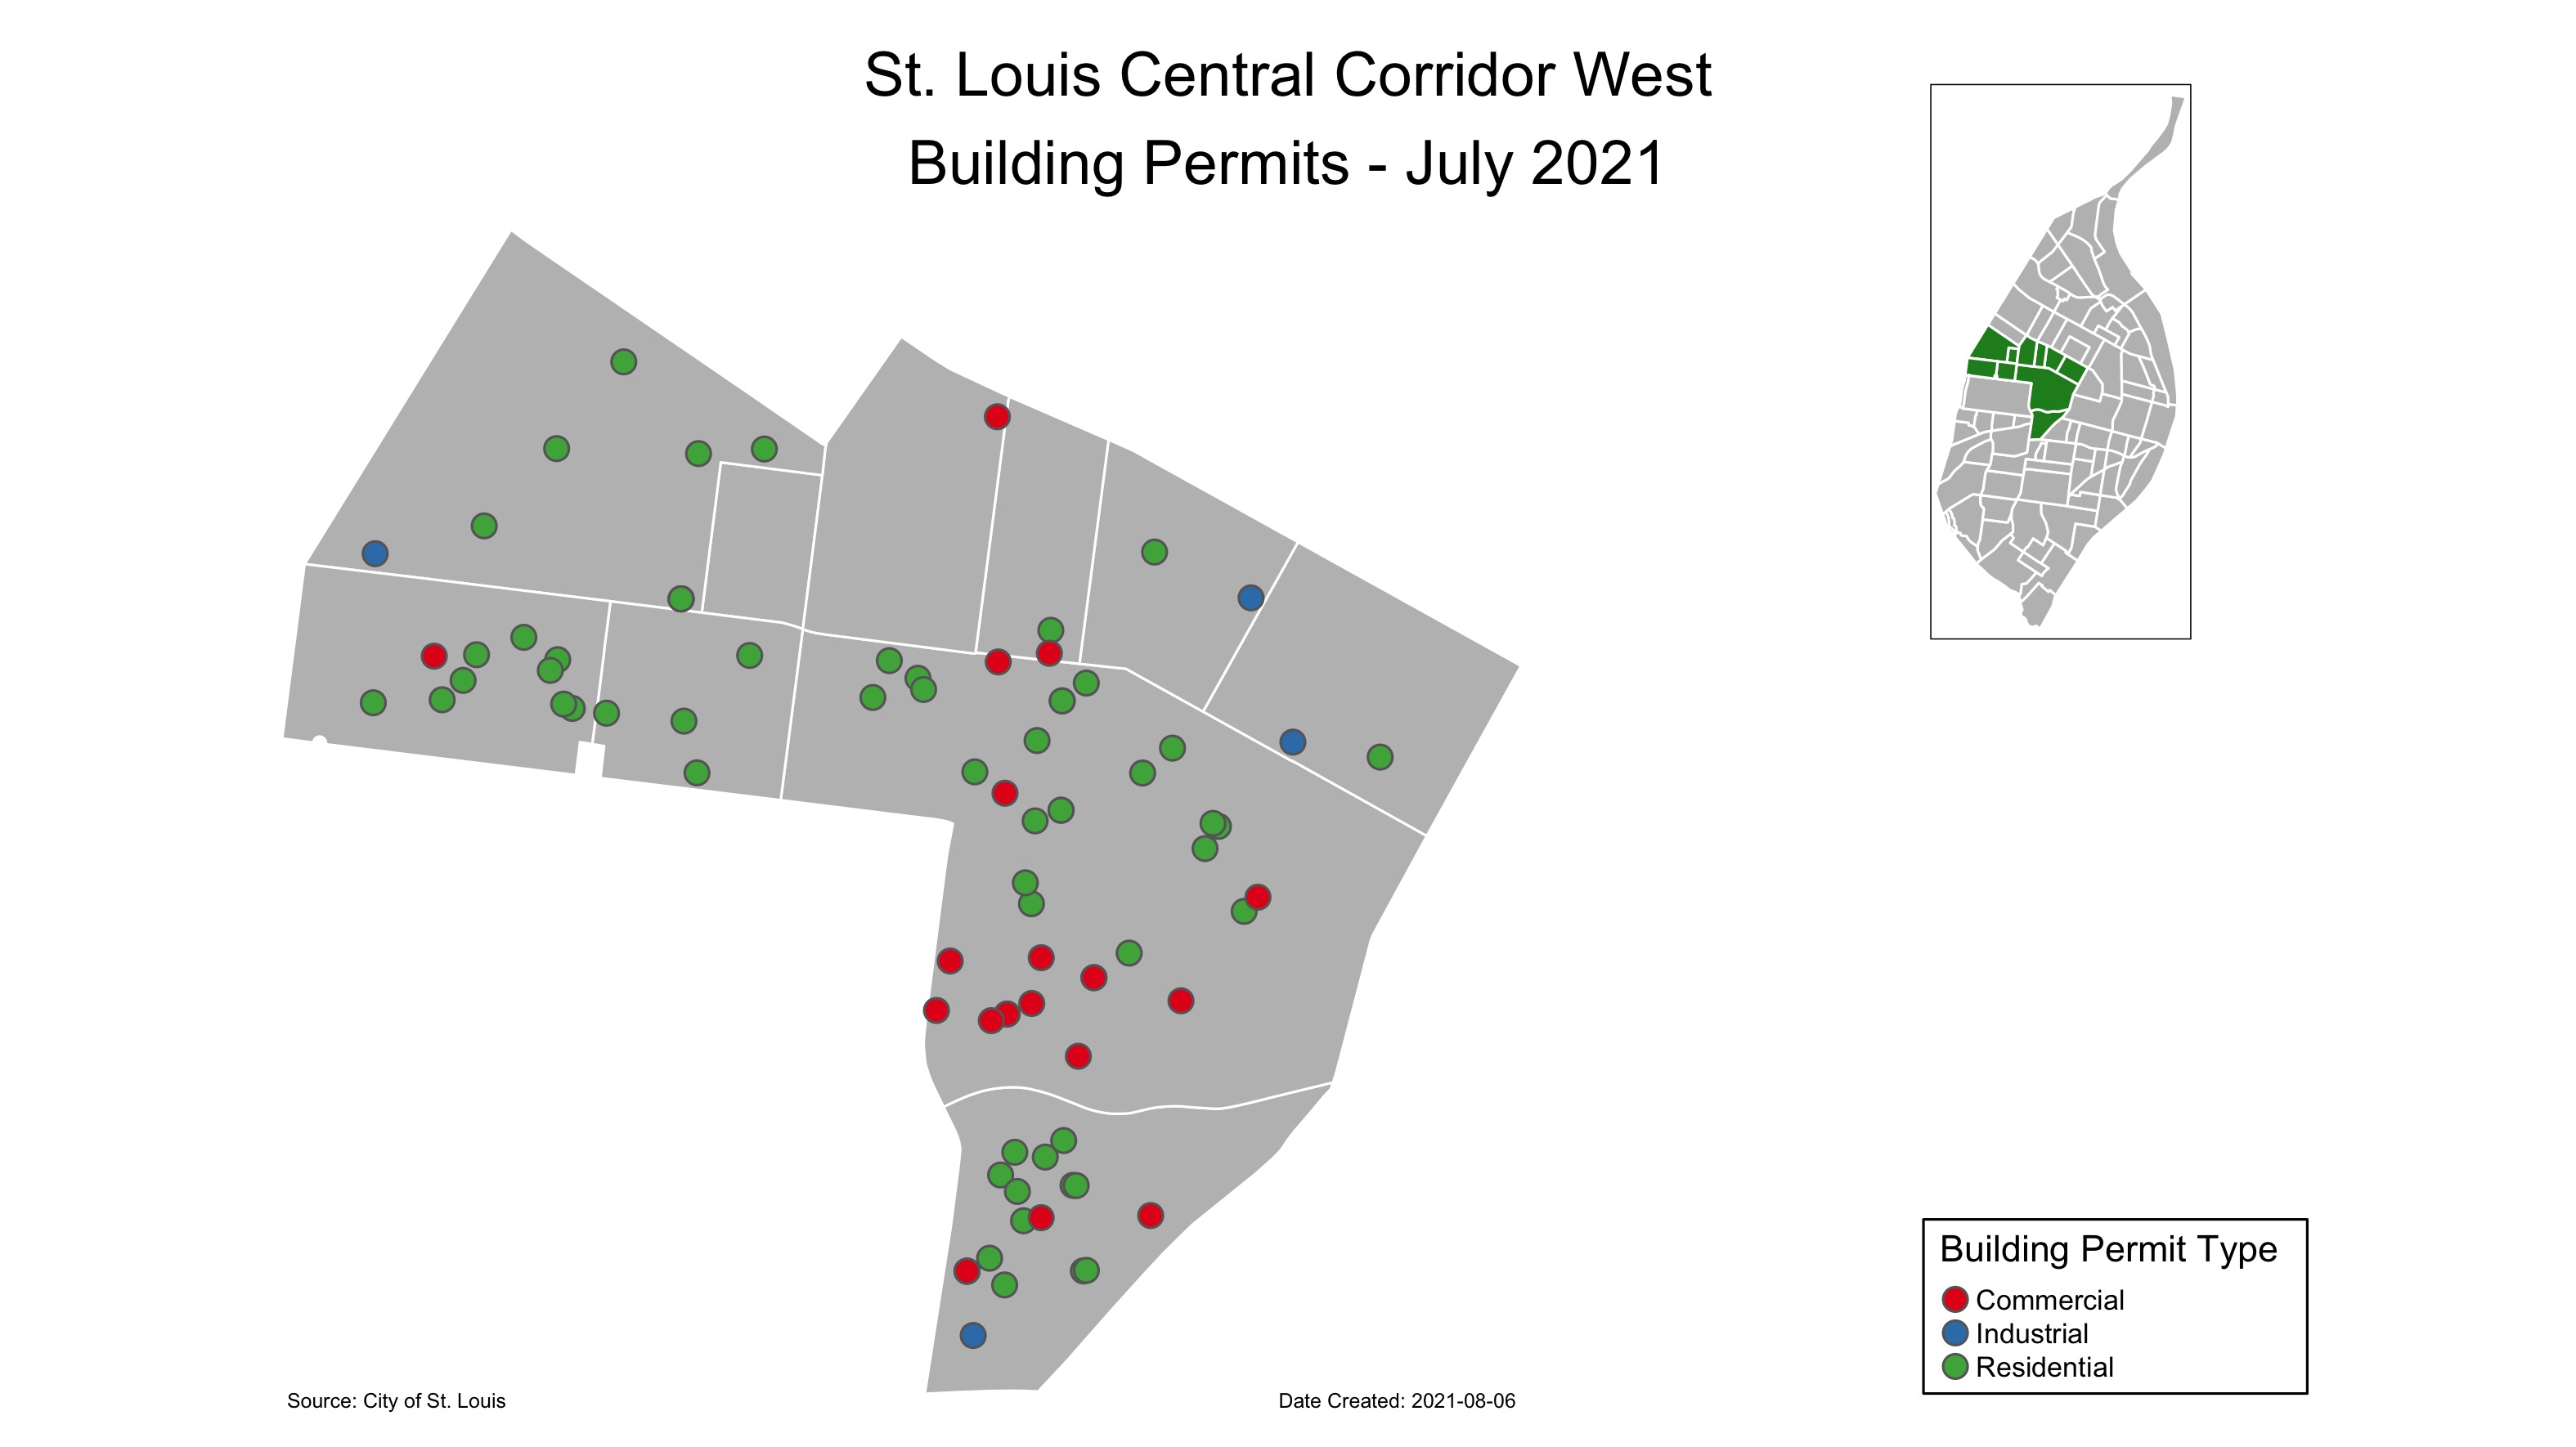 St. Louis Central Corridor West
Building Permits - July 2021
Building Permit Type
Commercial
Industrial
Residential
Source: City of St. Louis
Date Created: 2021-08-06